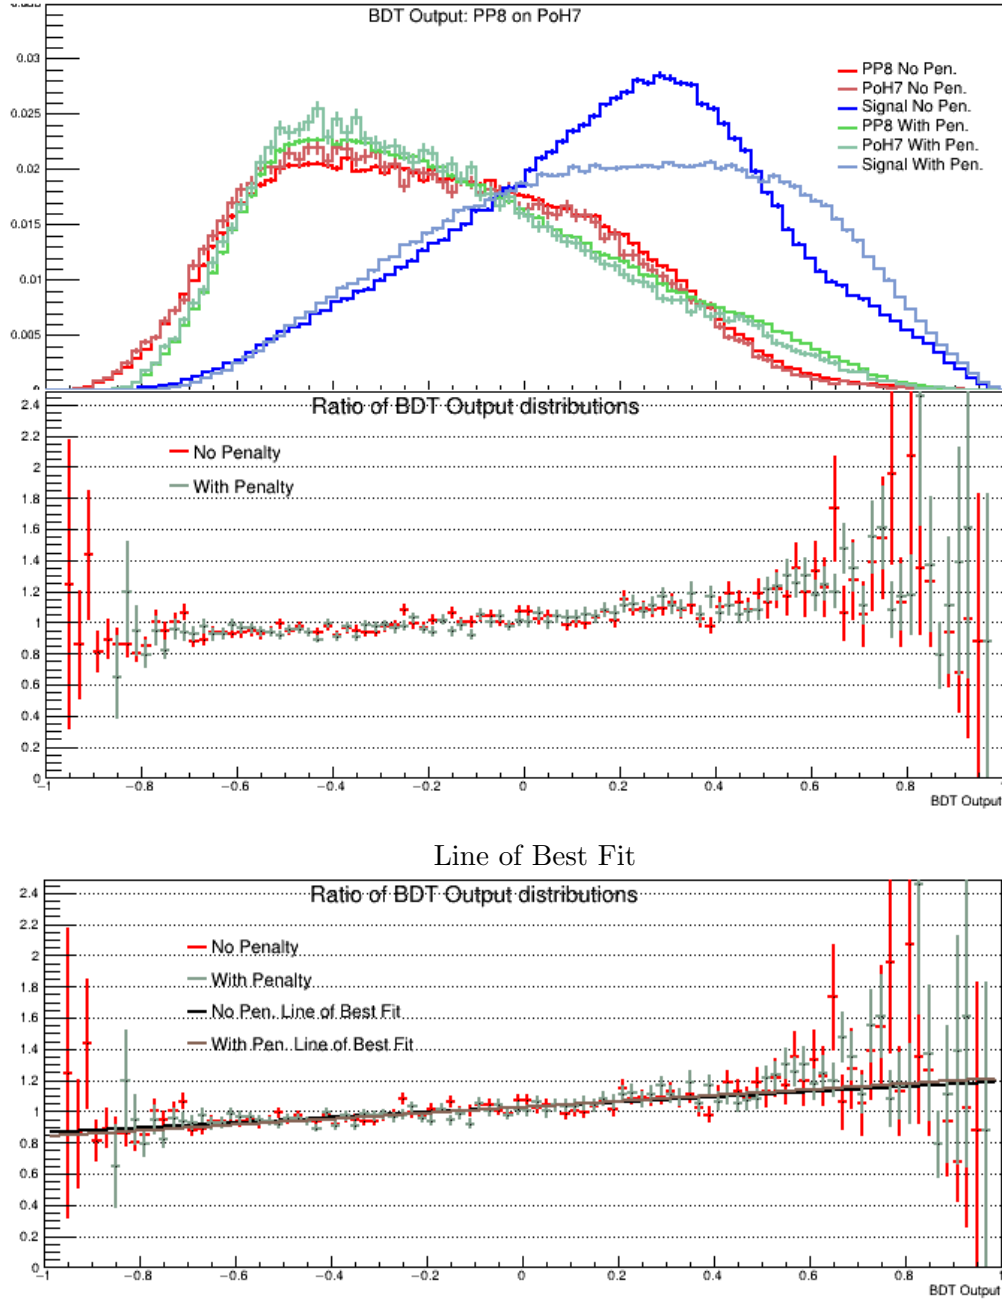 BDT Output: PP8 on PoH7
0.03
0.025
0.02
0.015
0.01
0.005
PP8 No Pen.
PoH7 No Pen.
Signal No Pen.
PP8 With Pen.
PoH7 With Pen.
Signal With Pen.
Ratio of BDT Output distributions
No Penalty
With Penalty
2.4
2.2
2
1.8
1.6
1.4
1.2
1
0.8
0.6
0.4
0.2
0
−1 −0.8 −0.6 −0.4 −0.2 0 0.2 0.4 0.6 0.8 1
BDT Output
Line of Best Fit
Ratio of BDT Output distributions
No Penalty
With Penalty
No Pen. Line of Best Fit
With Pen. Line of Best Fit
2.4
2.2
2
1.8
1.6
1.4
1.2
1
0.8
0.6
0.4
0.2
0
-1 -0.8 -0.6 -0.4 -0.2 0 0.2 0.4 0.6 0.8 1
BDT Output